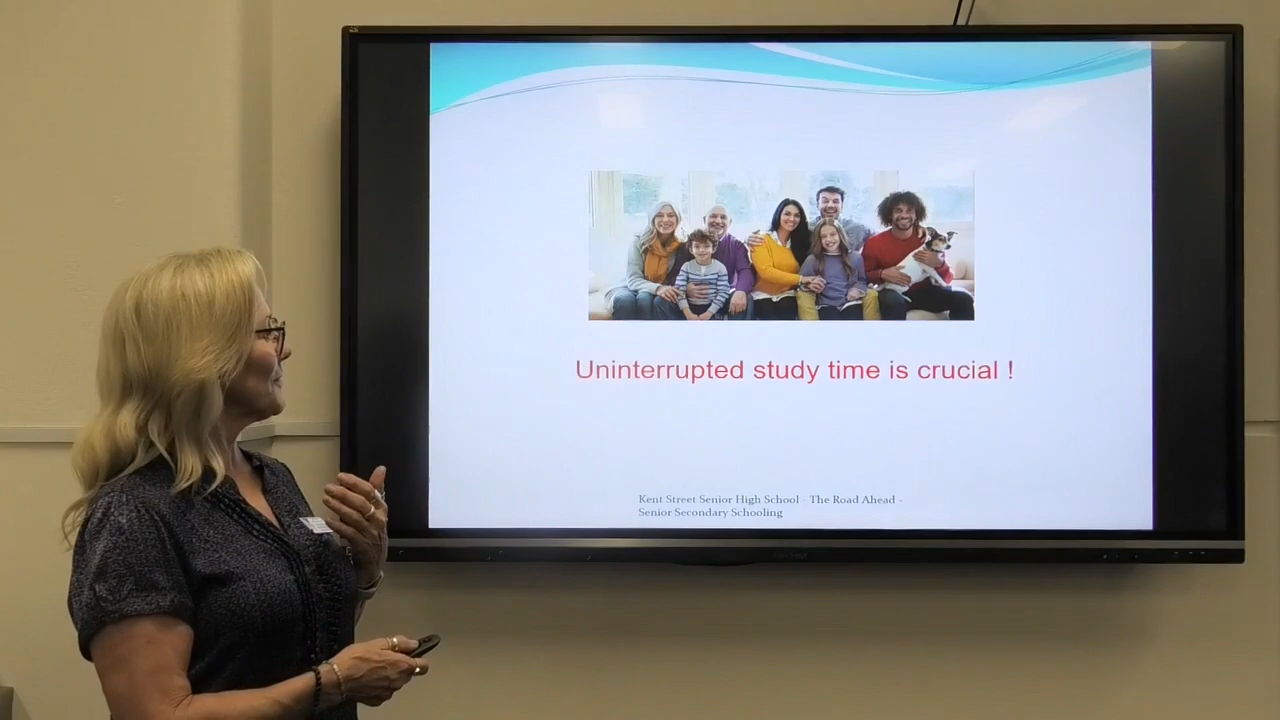 Uninterrupted study time is crucial !
Kent Street Senior High School - The Road Ahead -
Senior Secondary Schooling